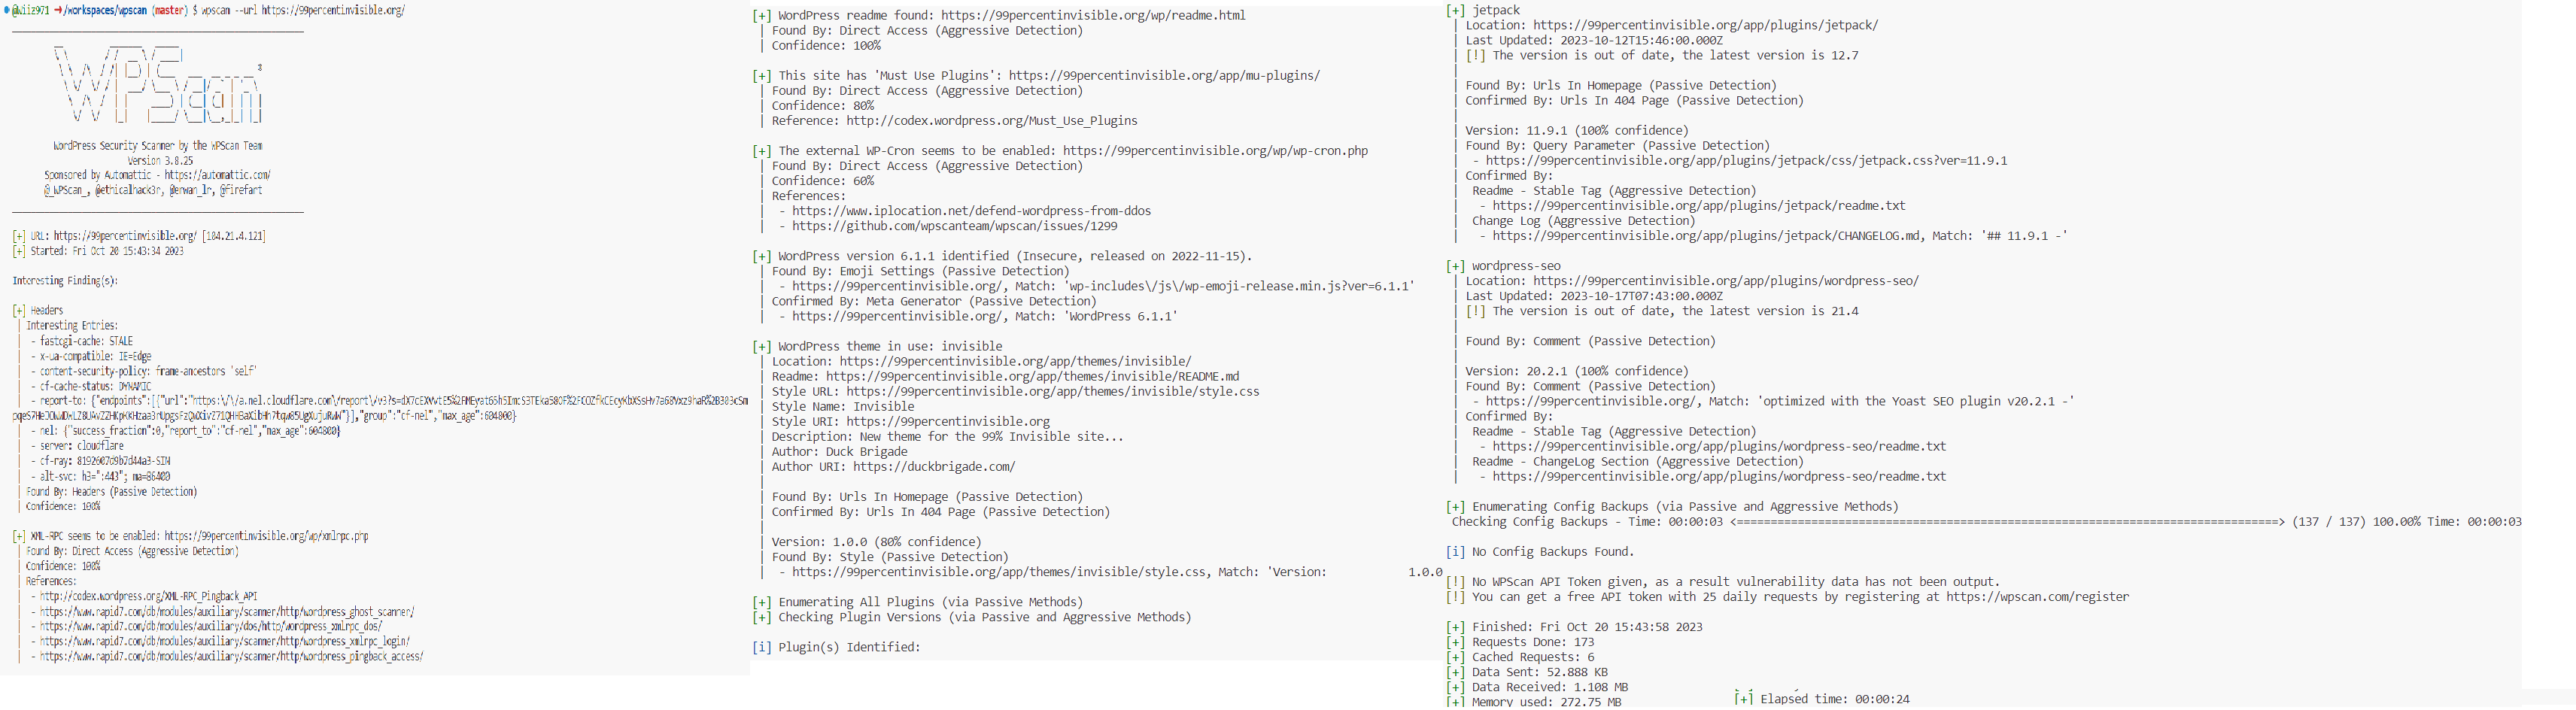 @wiiz971 → /workspaces/wpscan (master) $ wpscan --url https://99percentinvisible.org/
WPScan
WordPress Security Scanner by the WPScan Team
Version 3.8.25
Sponsored by Automattic - https://automattic.com/
@_WPScan_, @ethicalhack3r, @erwan_lr, @firefart
[+] URL: https://99percentinvisible.org/ [104.21.4.121]
[+] Started: Fri Oct 20 15:43:34 2023
Interesting Finding(s):
[+] Headers
| Interesting Entries:
|  - fastcgi-cache: STALE
|  - x-ua-compatible: IE=Edge
|  - content-security-policy: frame-ancestors 'self'
|  - cf-cache-status: DYNAMIC
|  - report-to:
"group":"cf-nel","max_age":604800}
|  - nel: {"success_fraction":0,"report_to":"cf-nel","max_age":604800}
|  - server: cloudflare
|  - cf-ray: 8192607d9b7d44a3-SIN
|  - alt-svc: h3=":443"; ma=86400
| Found By: Headers (Passive Detection)
| Confidence: 100%
[+] XML-RPC seems to be enabled: https://99percentinvisible.org/wp/xmlrpc.php
| Found By: Direct Access (Aggressive Detection)
| Confidence: 100%
| References:
|  - http://codex.wordpress.org/XML-RPC_Pingback_API
|  - https://www.rapid7.com/db/modules/auxiliary/scanner/http/wordpress_ghost_scanner/
|  - https://www.rapid7.com/db/modules/auxiliary/dos/http/wordpress_xmlrpc_dos/
|  - https://www.rapid7.com/db/modules/auxiliary/scanner/http/wordpress_xmlrpc_login/
|  - https://www.rapid7.com/db/modules/auxiliary/scanner/http/wordpress_pingback_access/
[+] WordPress readme found: https://99percentinvisible.org/wp/readme.html
| Found By: Direct Access (Aggressive Detection)
| Confidence: 100%
[+] This site has 'Must Use Plugins': https://99percentinvisible.org/app/mu-plugins/
| Found By: Direct Access (Aggressive Detection)
| Confidence: 80%
| Reference: http://codex.wordpress.org/Must_Use_Plugins
[+] The external WP-Cron seems to be enabled: https://99percentinvisible.org/wp/wp-cron.php
| Found By: Direct Access (Aggressive Detection)
| Confidence: 60%
| References:
|  - https://www.iplocation.net/defend-wordpress-from-ddos
|  - https://github.com/wpscanteam/wpscan/issues/1299
[+] WordPress version 6.1.1 identified (Insecure, released on 2022-11-15).
| Found By: Emoji Settings (Passive Detection)
|  - https://99percentinvisible.org/, Match: 'wp-includes\/js\/wp-emoji-release.min.js?ver=6.1.1'
| Confirmed By: Meta Generator (Passive Detection)
|  - https://99percentinvisible.org/, Match: 'WordPress 6.1.1'
[+] WordPress theme in use: invisible
| Location: https://99percentinvisible.org/app/themes/invisible/
| Readme: https://99percentinvisible.org/app/themes/invisible/README.md
| Style URL: https://99percentinvisible.org/app/themes/invisible/style.css
| Style Name: Invisible
| Style URI: https://99percentinvisible.org
| Description: New theme for the 99% Invisible site...
| Author: Duck Brigade
| Author URI: https://duckbrigade.com/
|
| Found By: Urls In Homepage (Passive Detection)
| Confirmed By: Urls In 404 Page (Passive Detection)
|
| Version: 1.0.0 (80% confidence)
| Found By: Style (Passive Detection)
|  - https://99percentinvisible.org/app/themes/invisible/style.css, Match: 'Version:            1.0.0
[+] Enumerating All Plugins (via Passive Methods)
[+] Checking Plugin Versions (via Passive and Aggressive Methods)
[i] Plugin(s) Identified:
[+] jetpack
| Location: https://99percentinvisible.org/app/plugins/jetpack/
| Last Updated: 2023-10-12T15:46:00.000Z
| [!] The version is out of date, the latest version is 12.7
|
| Found By: Urls In Homepage (Passive Detection)
| Confirmed By: Urls In 404 Page (Passive Detection)
|
| Version: 11.9.1 (100% confidence)
| Found By: Query Parameter (Passive Detection)
|  - https://99percentinvisible.org/app/plugins/jetpack/css/jetpack.css?ver=11.9.1
| Confirmed By:
|  Readme - Stable Tag (Aggressive Detection)
|   - https://99percentinvisible.org/app/plugins/jetpack/readme.txt
|  Change Log (Aggressive Detection)
|   - https://99percentinvisible.org/app/plugins/jetpack/CHANGELOG.md, Match: '## 11.9.1 -'
[+] wordpress-seo
| Location: https://99percentinvisible.org/app/plugins/wordpress-seo/
| Last Updated: 2023-10-17T07:43:00.000Z
| [!] The version is out of date, the latest version is 21.4
|
| Found By: Comment (Passive Detection)
|
| Version: 20.2.1 (100% confidence)
| Found By: Comment (Passive Detection)
|  - https://99percentinvisible.org/, Match: 'optimized with the Yoast SEO plugin v20.2.1 -'
| Confirmed By:
|  Readme - Stable Tag (Aggressive Detection)
|   - https://99percentinvisible.org/app/plugins/wordpress-seo/readme.txt
|  Readme - ChangeLog Section (Aggressive Detection)
|   - https://99percentinvisible.org/app/plugins/wordpress-seo/readme.txt
[+] Enumerating Config Backups (via Passive and Aggressive Methods)
Checking Config Backups - Time: 00:00:03 <==============================================================================> (137 / 137) 100.00% Time: 00:00:03
[i] No Config Backups Found.
[!] No WPScan API Token given, as a result vulnerability data has not been output.
[!] You can get a free API token with 25 daily requests by registering at https://wpscan.com/register
[+] Finished: Fri Oct 20 15:43:58 2023
[+] Requests Done: 173
[+] Cached Requests: 6
[+] Data Sent: 52.888 KB
[+] Data Received: 1.108 MB
[+] Memory used: 272.75 MB
[+] Elapsed time: 00:00:24